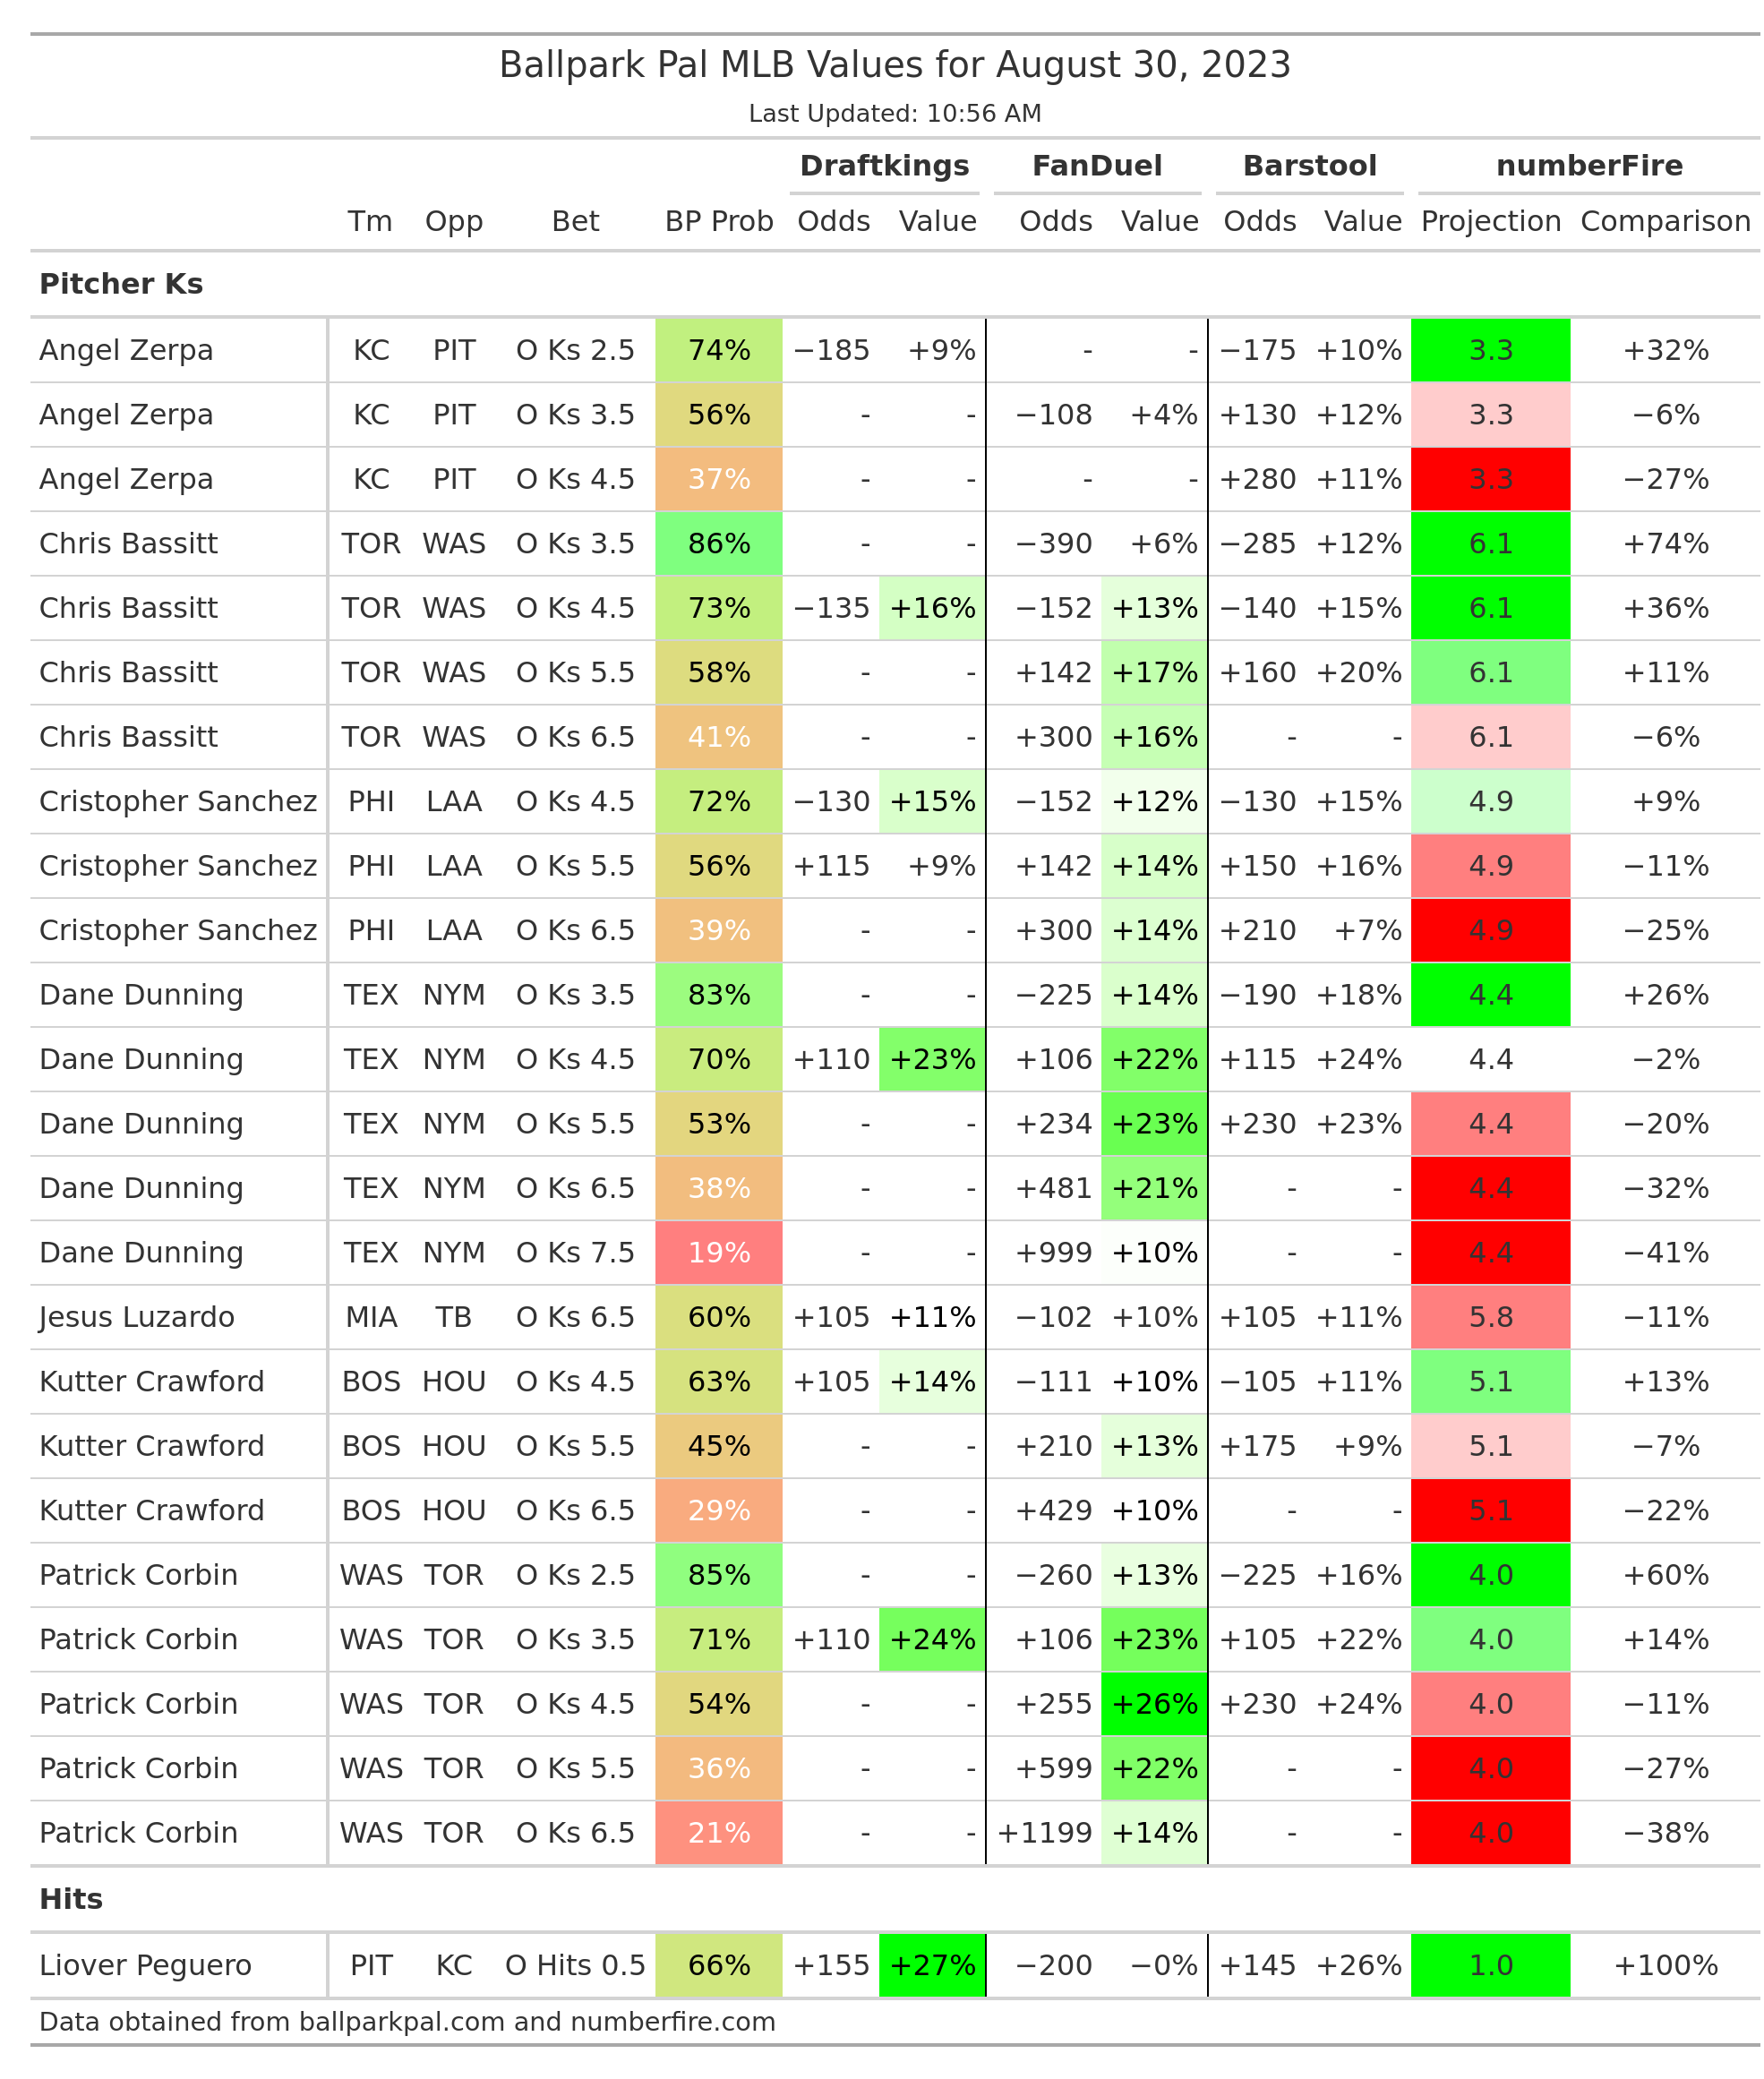 Ballpark Pal MLB Values for August 30, 2023
Last Updated: 10:56 AM
Draftkings FanDuel Barstool numberFire
Tm Opp Bet BP Prob Odds Value Odds Value Odds Value Projection Comparison
Pitcher Ks
Angel Zerpa KC PIT O Ks 2.5 74% −185 +9% - - −175 +10% 3.3 +32%
Angel Zerpa KC PIT O Ks 3.5 56% - - −108 +4% +130 +12% 3.3 −6%
Angel Zerpa KC PIT O Ks 4.5 37% - - - - +280 +11% 3.3 −27%
Chris Bassitt TOR WAS O Ks 3.5 86% - - −390 +6% −285 +12% 6.1 +74%
Chris Bassitt TOR WAS O Ks 4.5 73% −135 +16% −152 +13% −140 +15% 6.1 +36%
Chris Bassitt TOR WAS O Ks 5.5 58% - - +142 +17% +160 +20% 6.1 +11%
Chris Bassitt TOR WAS O Ks 6.5 41% - - +300 +16% - - 6.1 −6%
Cristopher Sanchez PHI LAA O Ks 4.5 72% −130 +15% −152 +12% −130 +15% 4.9 +9%
Cristopher Sanchez PHI LAA O Ks 5.5 56% +115 +9% +142 +14% +150 +16% 4.9 −11%
Cristopher Sanchez PHI LAA O Ks 6.5 39% - - +300 +14% +210 +7% 4.9 −25%
Dane Dunning TEX NYM O Ks 3.5 83% - - −225 +14% −190 +18% 4.4 +26%
Dane Dunning TEX NYM O Ks 4.5 70% +110 +23% +106 +22% +115 +24% 4.4 −2%
Dane Dunning TEX NYM O Ks 5.5 53% - - +234 +23% +230 +23% 4.4 −20%
Dane Dunning TEX NYM O Ks 6.5 38% - - +481 +21% - - 4.4 −32%
Dane Dunning TEX NYM O Ks 7.5 19% - - +999 +10% - - 4.4 −41%
Jesus Luzardo MIA TB O Ks 6.5 60% +105 +11% −102 +10% +105 +11% 5.8 −11%
Kutter Crawford BOS HOU O Ks 4.5 63% +105 +14% −111 +10% −105 +11% 5.1 +13%
Kutter Crawford BOS HOU O Ks 5.5 45% - - +210 +13% +175 +9% 5.1 −7%
Kutter Crawford BOS HOU O Ks 6.5 29% - - +429 +10% - - 5.1 −22%
Patrick Corbin WAS TOR O Ks 2.5 85% - - −260 +13% −225 +16% 4.0 +60%
Patrick Corbin WAS TOR O Ks 3.5 71% +110 +24% +106 +23% +105 +22% 4.0 +14%
Patrick Corbin WAS TOR O Ks 4.5 54% - - +255 +26% +230 +24% 4.0 −11%
Patrick Corbin WAS TOR O Ks 5.5 36% - - +599 +22% - - 4.0 −27%
Patrick Corbin WAS TOR O Ks 6.5 21% - - +1199 +14% - - 4.0 −38%
Hits
Liover Peguero PIT KC O Hits 0.5 66% +155 +27% −200 −0% +145 +26% 1.0 +100%
Data obtained from ballparkpal.com and numberfire.com